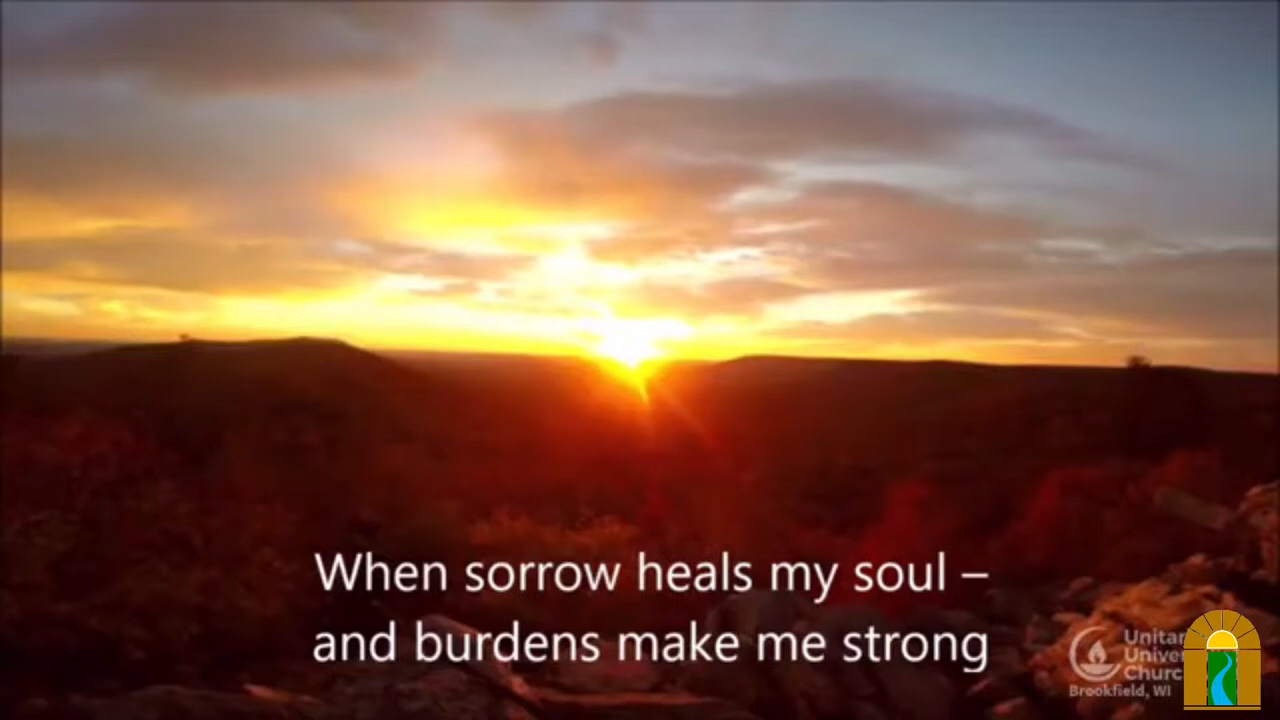 When sorrow heals my soul –
and burdens make me strong
Brookfield, WI